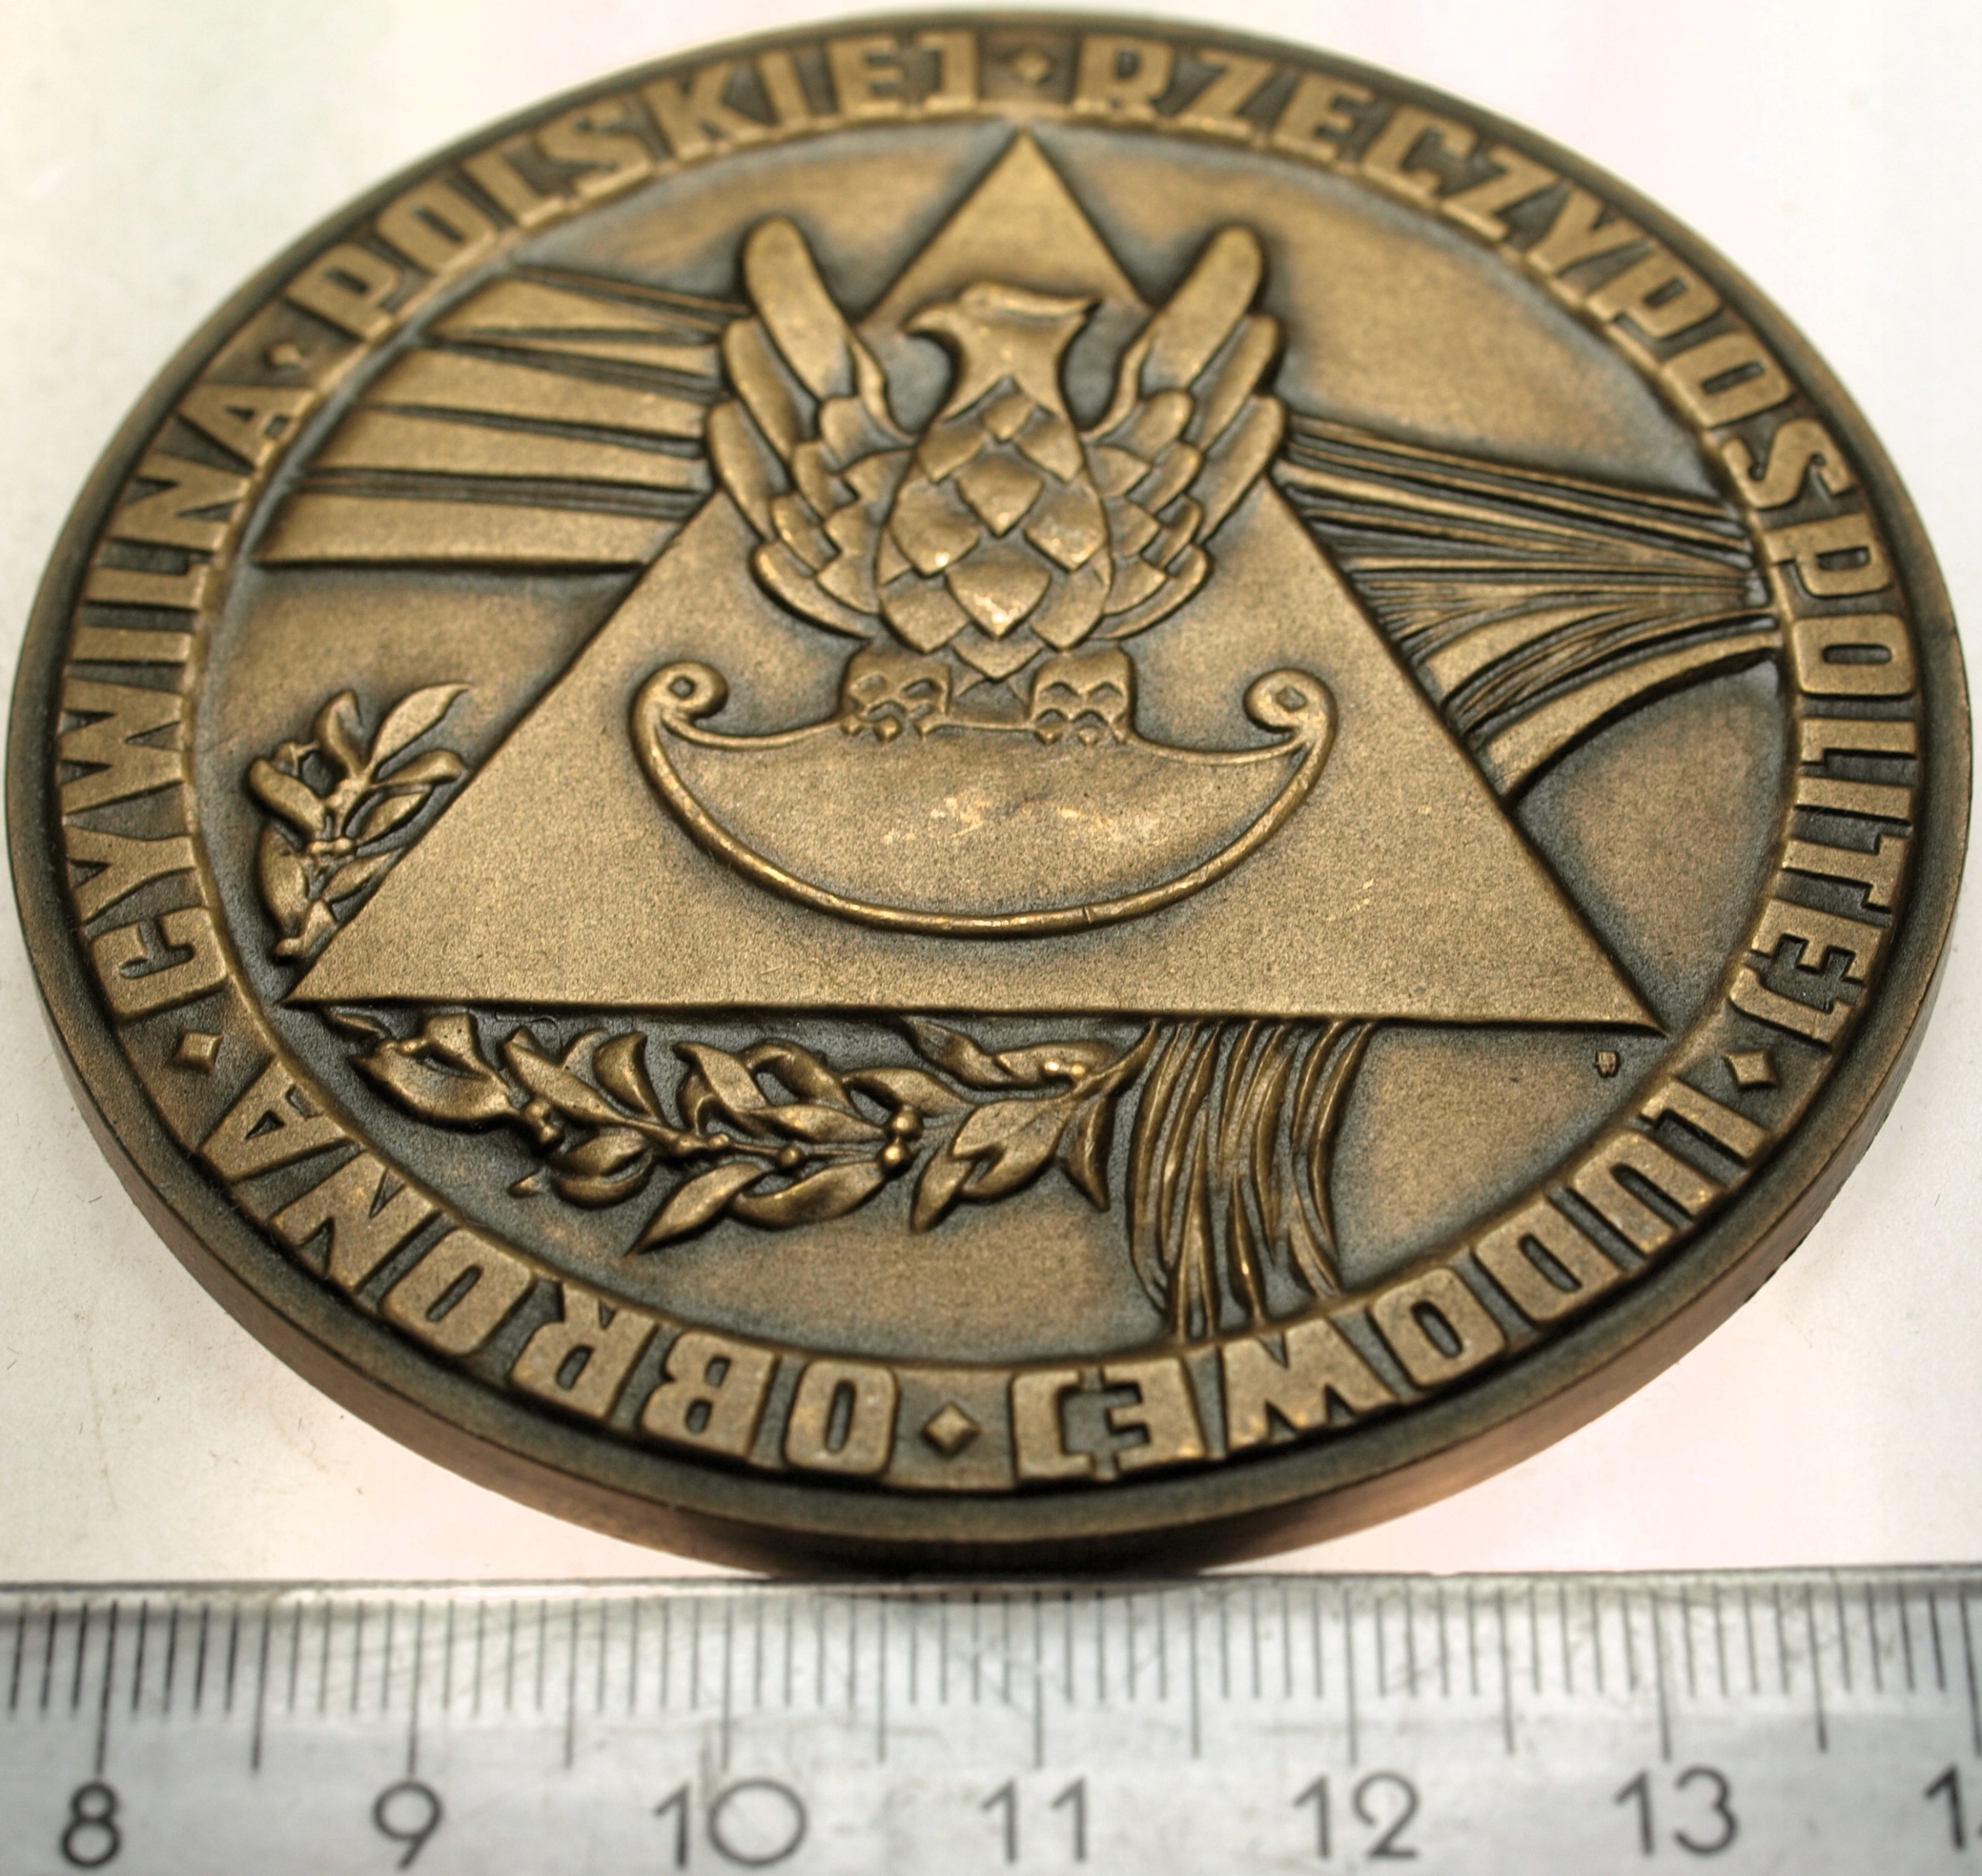 OBRONA · CYWILNA · POLSKIEJ · RZECZYPOSPOLITEJ · LUDOWEJ ·
8 9 10 11 12 13